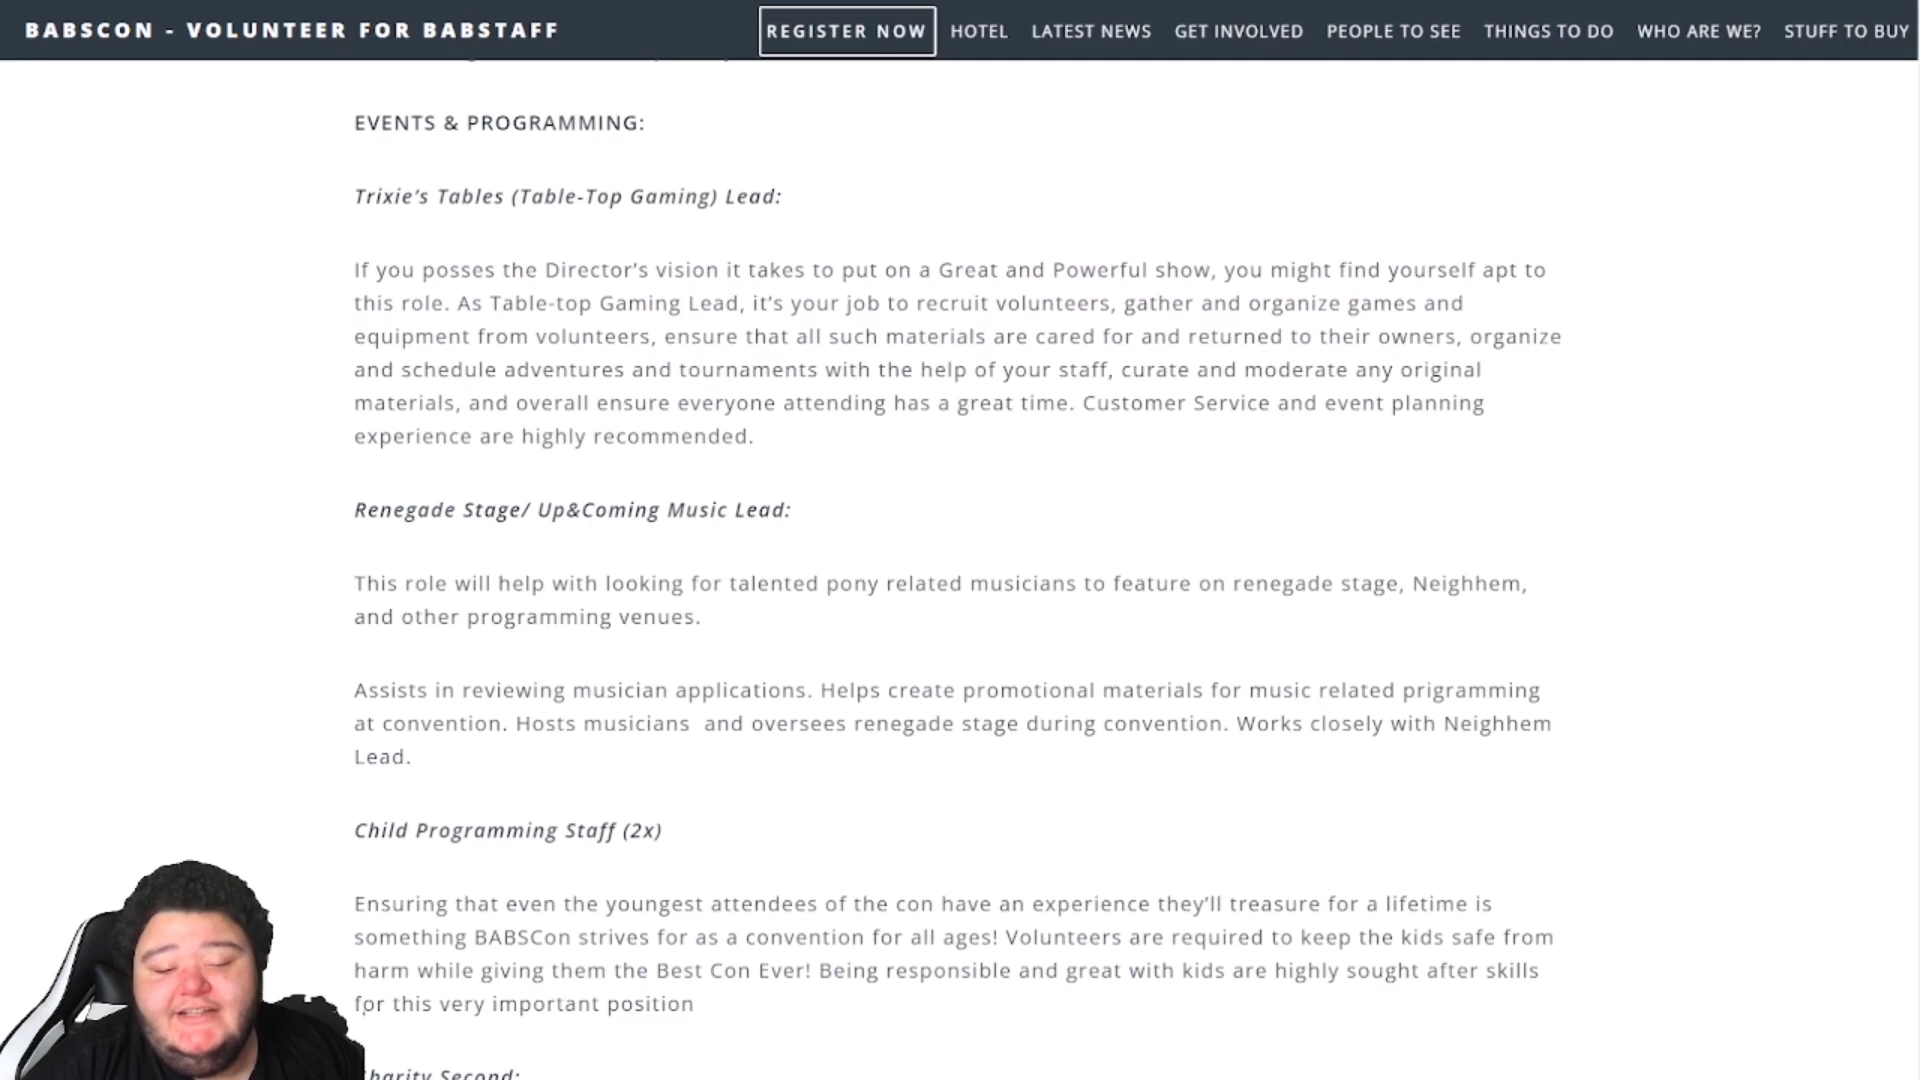 BABSCON - VOLUNTEER FOR BABSTAFF
REGISTER NOW HOTEL LATEST NEWS GET INVOLVED PEOPLE TO SEE THINGS TO DO WHO ARE WE? STUFF TO BUY
EVENTS & PROGRAMMING:
Trixie's Tables (Table-Top Gaming) Lead:
If you posses the Director's vision it takes to put on a Great and Powerful show, you might find yourself apt to
this role. As Table-top Gaming Lead, it's your job to recruit volunteers, gather and organize games and
equipment from volunteers, ensure that all such materials are cared for and returned to their owners, organize
and schedule adventures and tournaments with the help of your staff, curate and moderate any original
materials, and overall ensure everyone attending has a great time. Customer Service and event planning
experience are highly recommended.
Renegade Stage/ Up&Coming Music Lead:
This role will help with looking for talented pony related musicians to feature on renegade stage, Neighhem,
and other programming venues.
Assists in reviewing musician applications. Helps create promotional materials for music related prigramming
at convention. Hosts musicians  and oversees renegade stage during convention. Works closely with Neighhem
Lead.
Child Programming Staff (2x)
Ensuring that even the youngest attendees of the con have an experience they'll treasure for a lifetime is
something BABSCon strives for as a convention for all ages! Volunteers are required to keep the kids safe from
harm while giving them the Best Con Ever! Being responsible and great with kids are highly sought after skills
for this very important position
Charity Second: